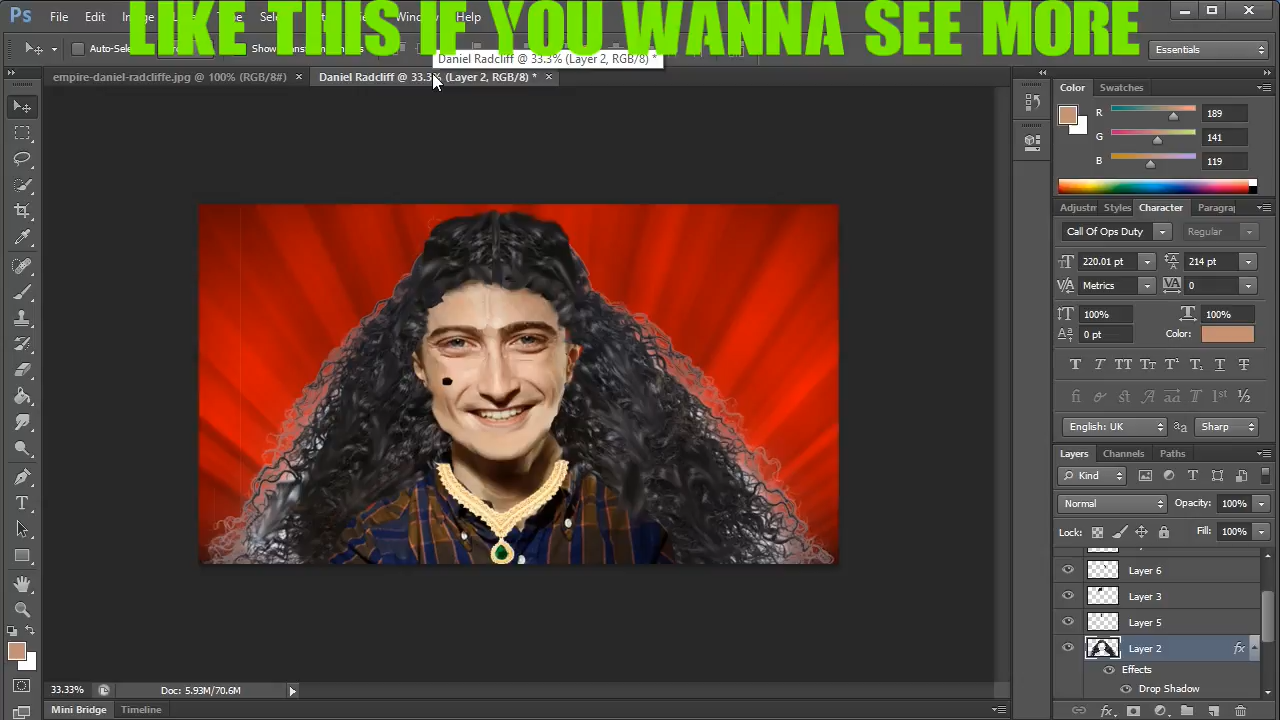 LIKE THIS IF YOU WANNA SEE MORE
Ps File Edit Help
Daniel Radcliff @ 33.3% (Layer 2, RGB/8) *
Essentials
empire-daniel-radcliffe.jpg @ 100% (RGB/8#)
Daniel Radcliff @ 33.3% (Layer 2, RGB/8) *
Color Swatches
R 189
G 141
B 119
Adjustm Styles Character Paragra
Call Of Ops Duty Regular
220.01 pt 214 pt
Metrics 0
100% 100%
0 pt Color:
English: UK Sharp
Layers Channels Paths
Kind
Normal Opacity: 100%
Lock: Fill: 100%
Layer 6
Layer 3
Layer 5
Layer 2 fx
Effects
Drop Shadow
33.33% Doc: 5.93M/70.6M
Mini Bridge Timeline